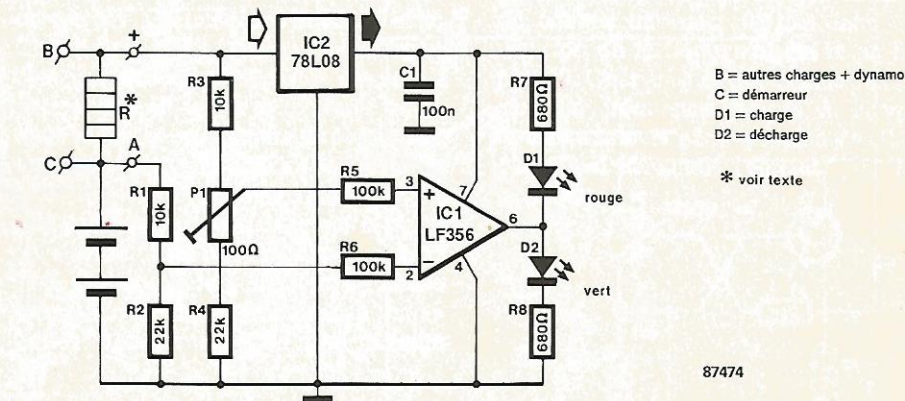 B
+
IC2
78L08
R3
10k
C1
100n
R7
680Ω
B = autres charges + dynamo
C = démarreur
D1 = charge
D2 = décharge
* voir texte
R
*
C
A
R1
10k
P1
100Ω
R5
100k
3
+
7
IC1
LF356
6
4
R6
100k
2
−
D1
rouge
D2
vert
R2
22k
R4
22k
R8
680Ω
87474